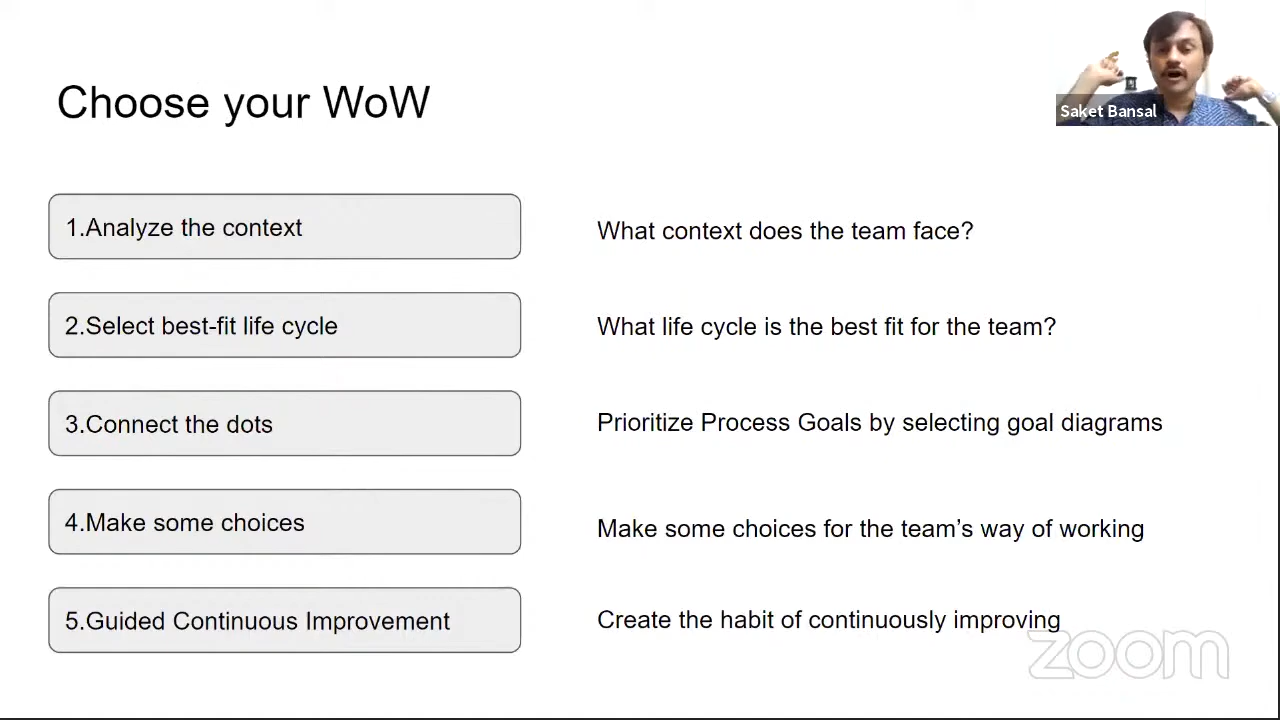 Choose your WoW
Saket Bansal
1.Analyze the context
What context does the team face?
2.Select best-fit life cycle
What life cycle is the best fit for the team?
3.Connect the dots
Prioritize Process Goals by selecting goal diagrams
4.Make some choices
Make some choices for the team’s way of working
5.Guided Continuous Improvement
Create the habit of continuously improving
zoom